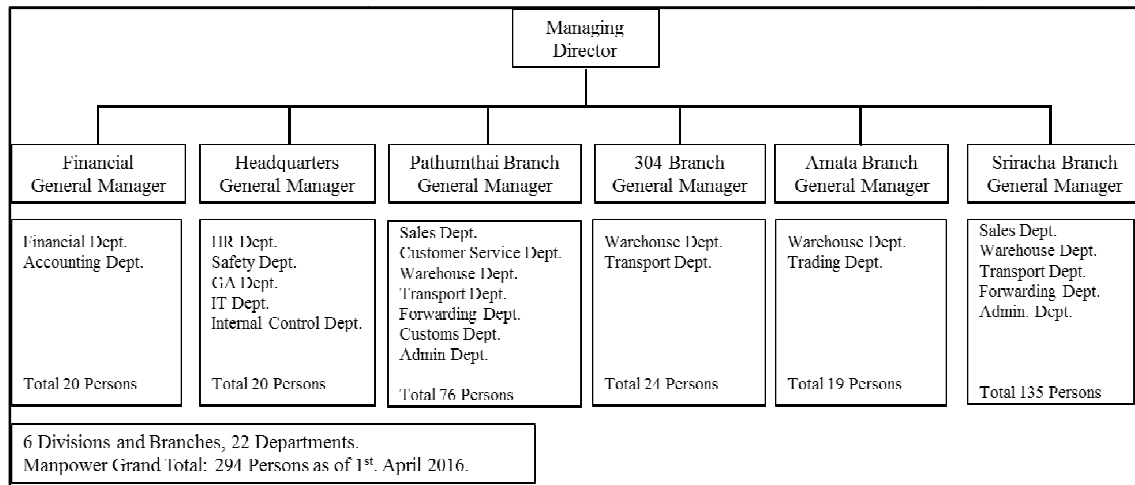 Managing
Director
Financial
General Manager
Headquarters
General Manager
Pathumthai Branch
General Manager
304 Branch
General Manager
Amata Branch
General Manager
Sriracha Branch
General Manager
Financial Dept.
Accounting Dept.
Total 20 Persons
HR Dept.
Safety Dept.
GA Dept.
IT Dept.
Internal Control Dept.
Total 20 Persons
Sales Dept.
Customer Service Dept.
Warehouse Dept.
Transport Dept.
Forwarding Dept.
Customs Dept.
Admin Dept.
Total 76 Persons
Warehouse Dept.
Transport Dept.
Total 24 Persons
Warehouse Dept.
Trading Dept.
Total 19 Persons
Sales Dept.
Warehouse Dept.
Transport Dept.
Forwarding Dept.
Admin. Dept.
Total 135 Persons
6 Divisions and Branches, 22 Departments.
Manpower Grand Total: 294 Persons as of 1st. April 2016.